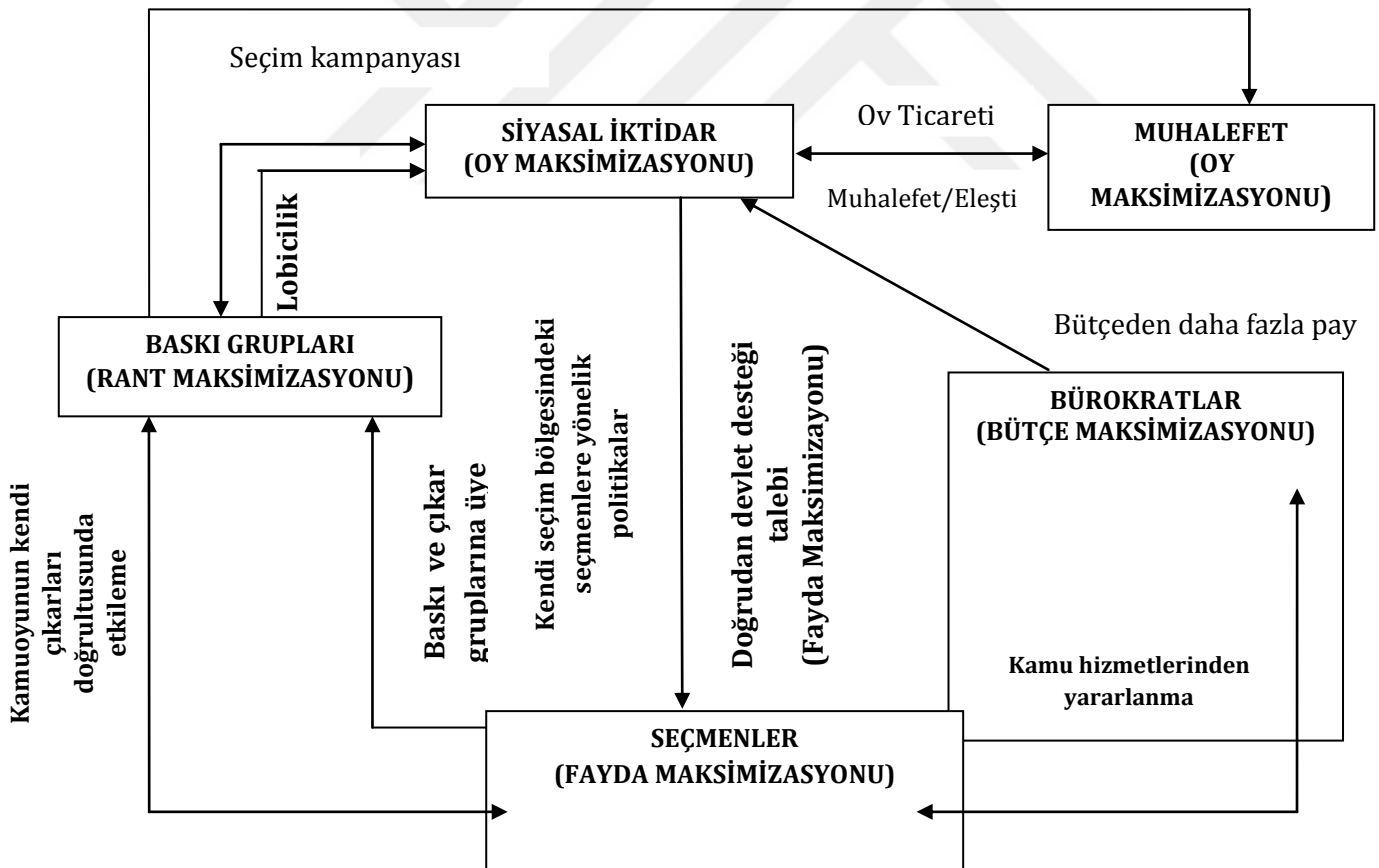 Seçim kampanyası
SİYASAL İKTİDAR
(OY MAKSİMİZASYONU)
Ov Ticareti
Muhalefet/Eleşti
MUHALEFET
(OY
MAKSİMİZASYONU)
Lobicilik
BASKI GRUPLARI
(RANT MAKSİMİZASYONU)
Bütçeden daha fazla pay
BÜROKRATLAR
(BÜTÇE MAKSİMİZASYONU)
Kamuoyunun kendi
çıkarları
doğrultusunda
etkileme
Baskı ve çıkar
gruplarına üye
Kendi seçim bölgesindeki
seçmenlere yönelik
politikalar
Doğrudan devlet desteği
talebi
(Fayda Maksimizayonu)
Kamu hizmetlerinden
yararlanma
SEÇMENLER
(FAYDA MAKSİMİZASYONU)